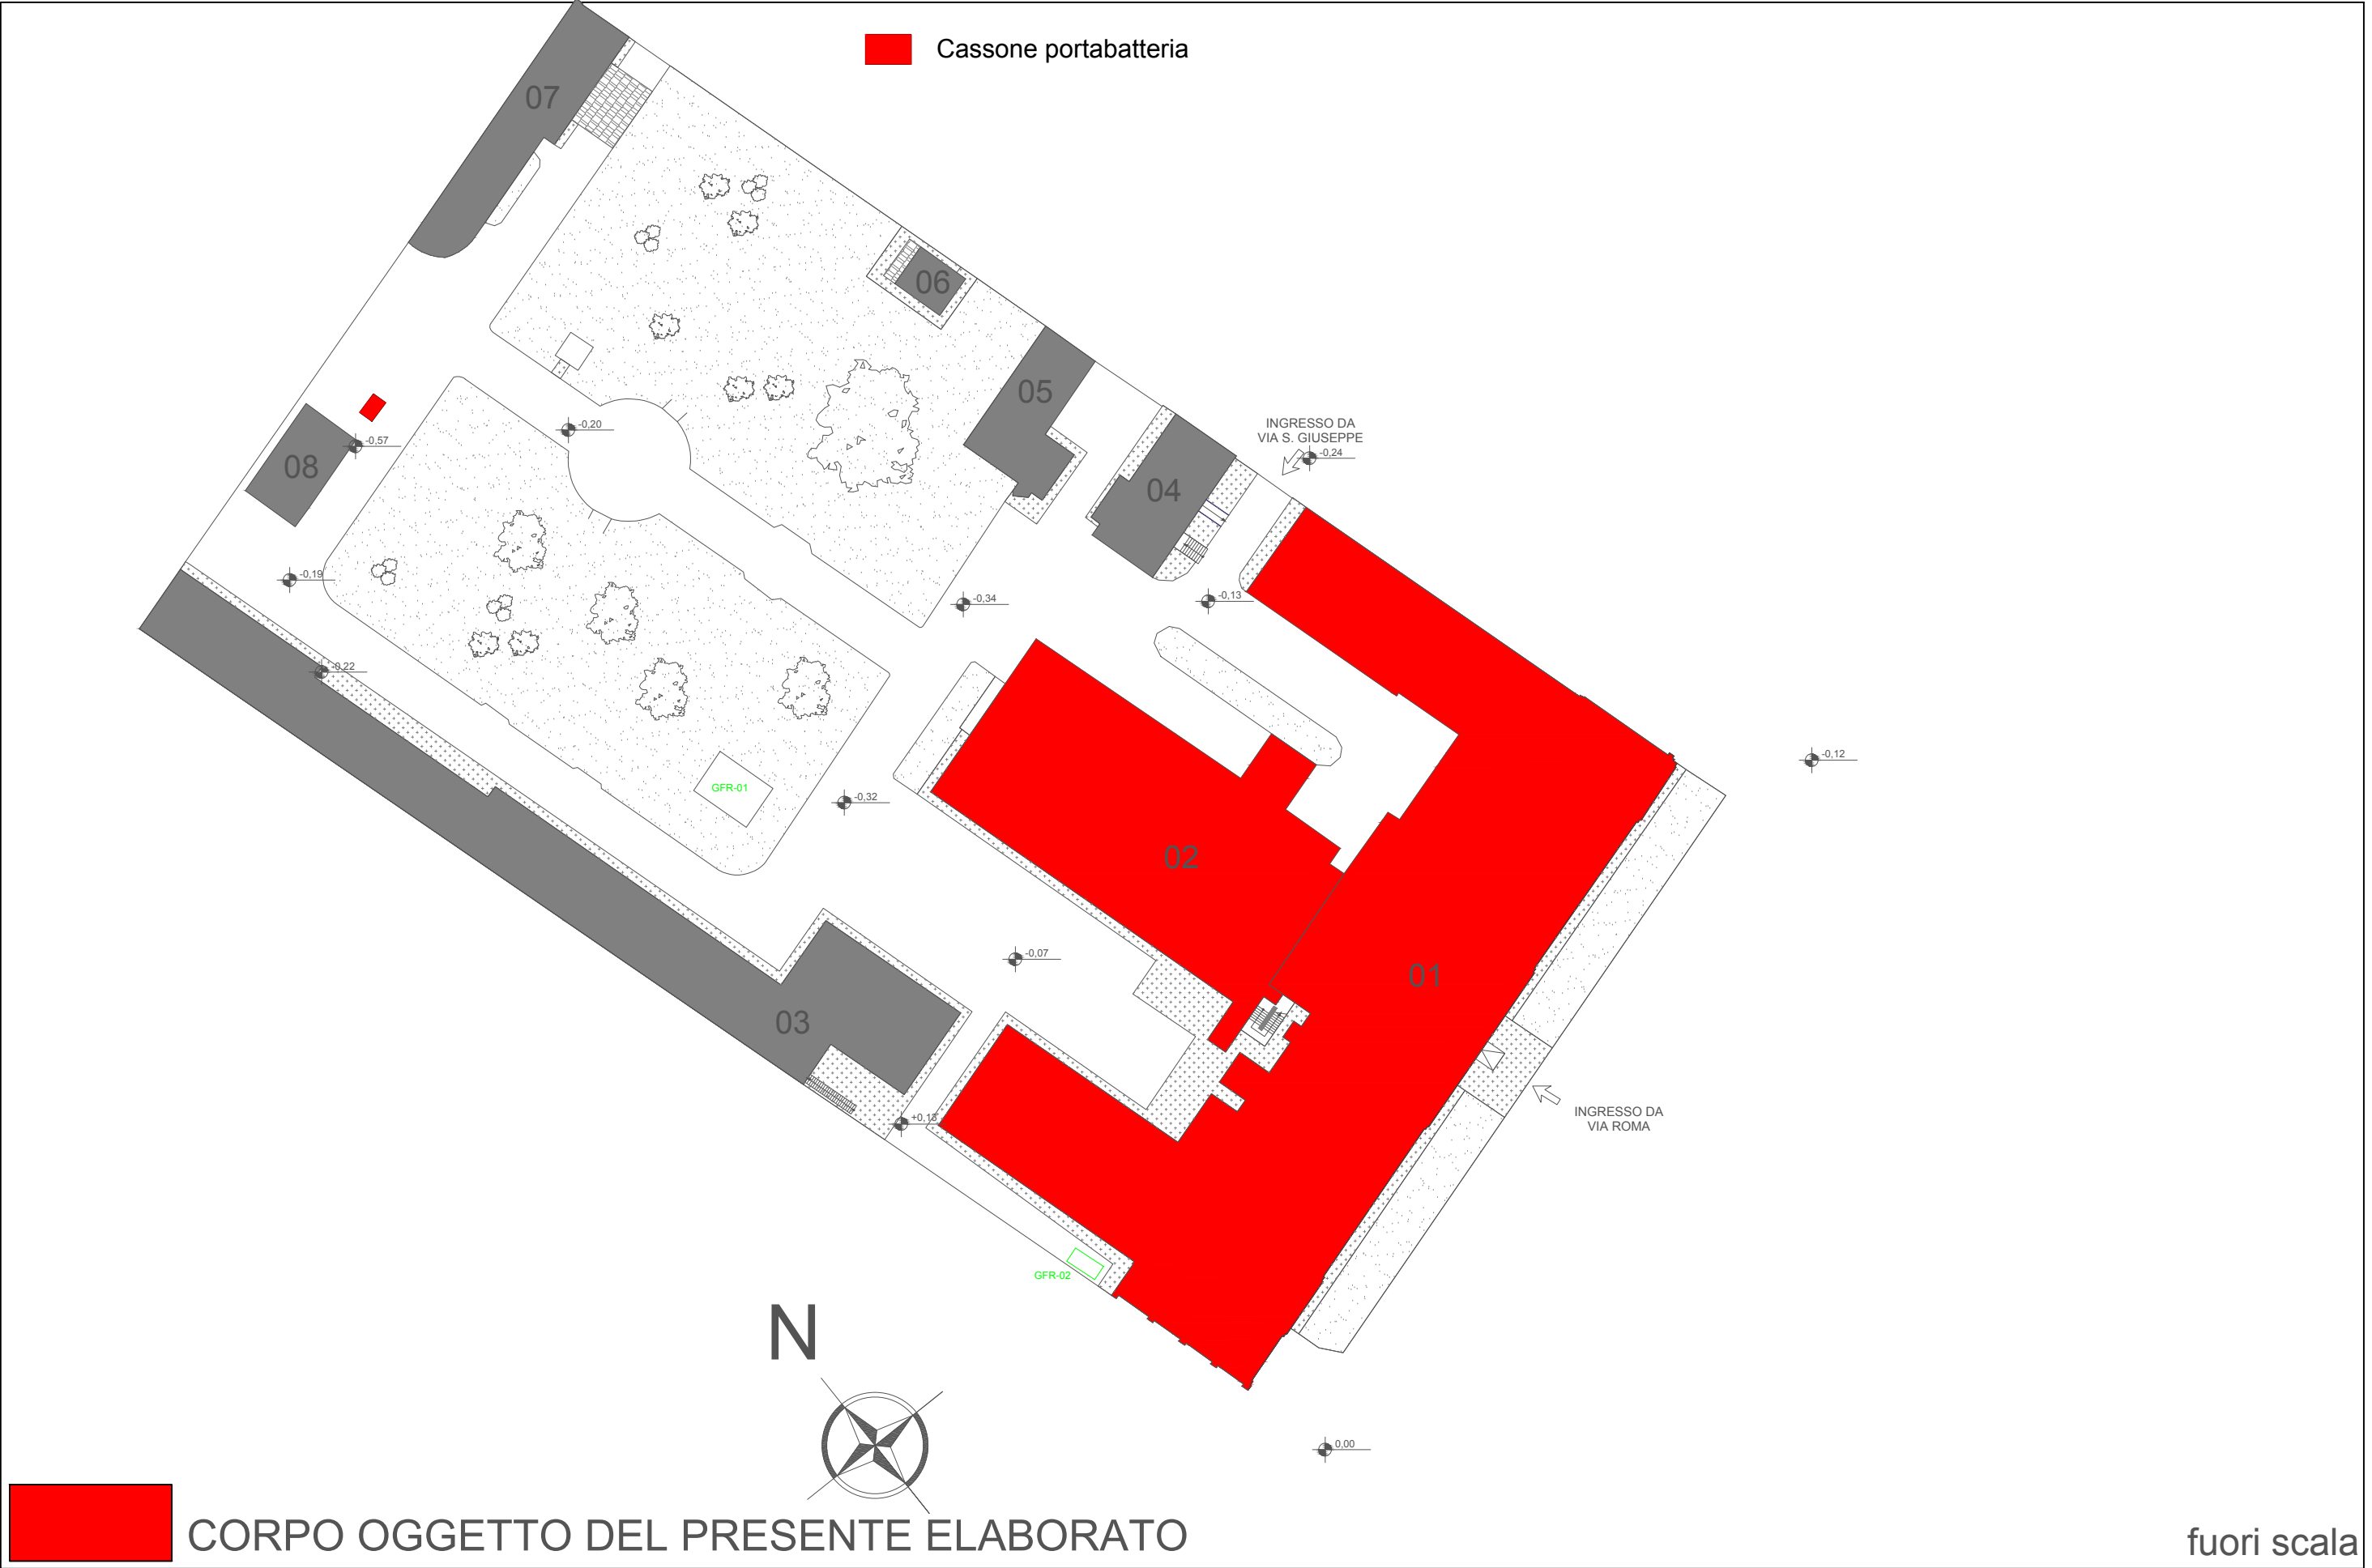 Cassone portabatteria
07
06
05
INGRESSO DA
VIA S. GIUSEPPE
-0,20
-0,57
-0,24
08
04
-0,19
-0,34
-0,13
-0,22
-0,12
GFR-01
-0,32
02
-0,07
01
03
+0,13
INGRESSO DA
VIA ROMA
GFR-02
N
0,00
CORPO OGGETTO DEL PRESENTE ELABORATO
fuori scala